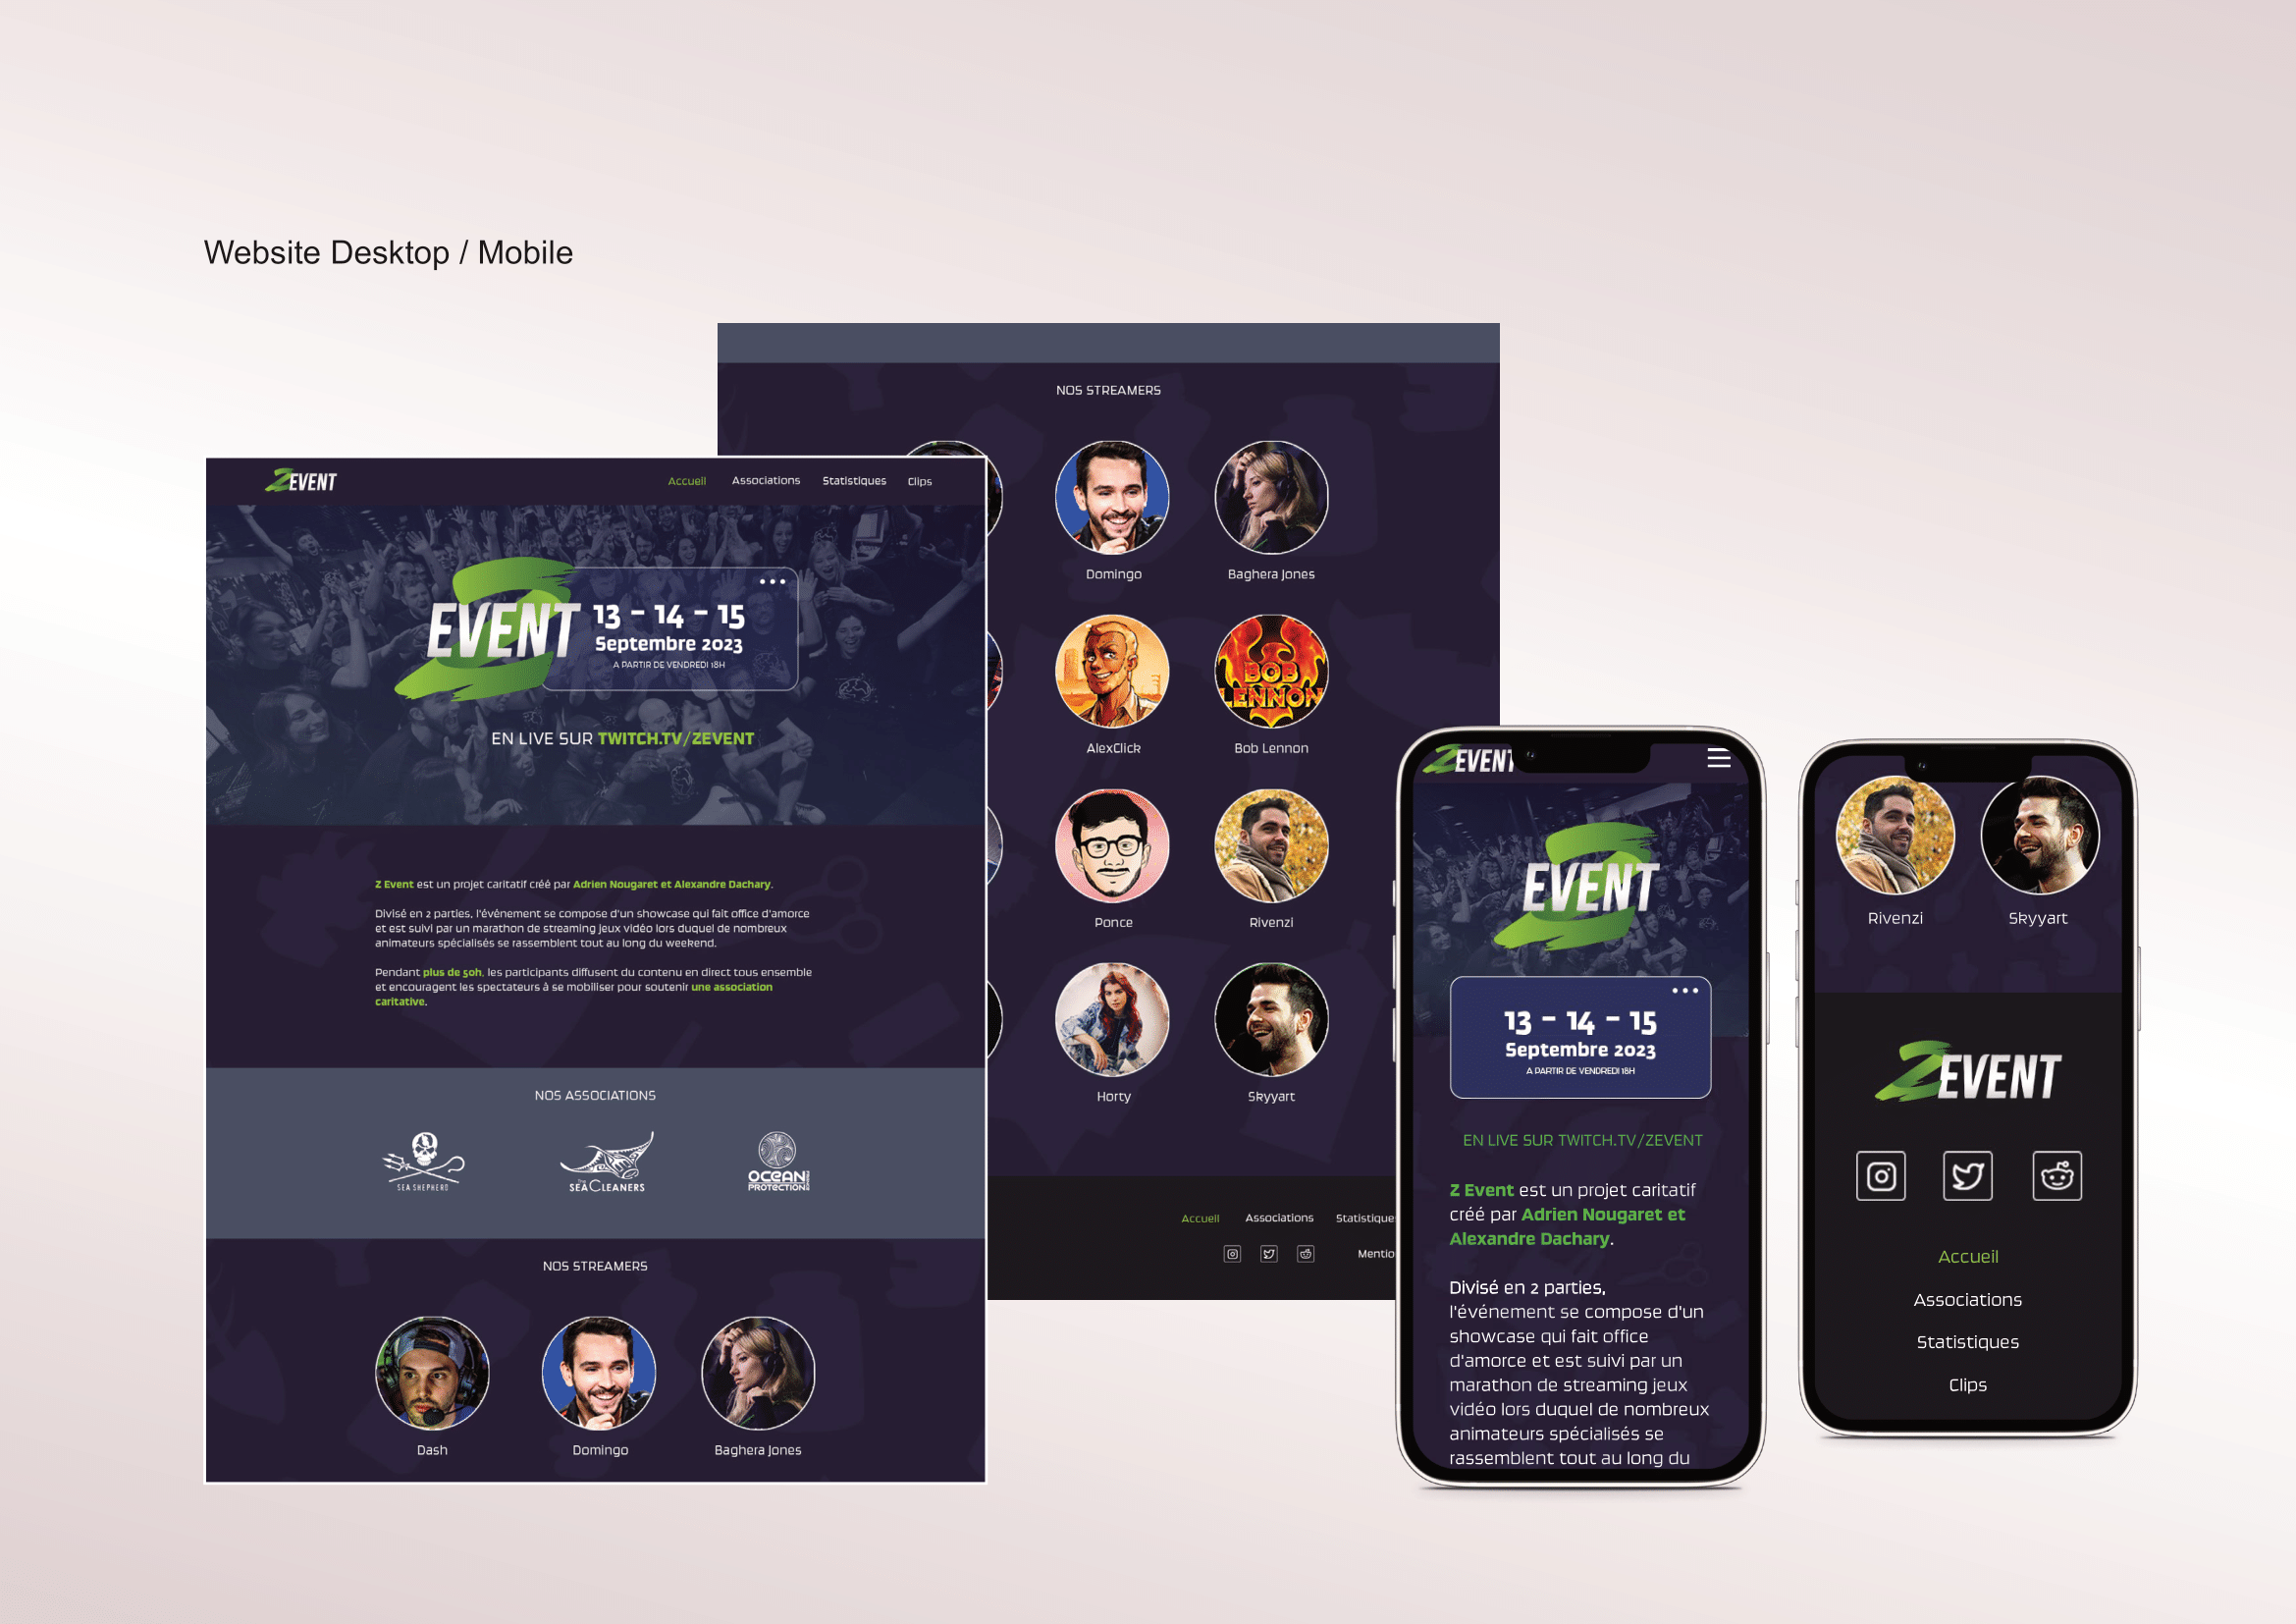 Website Desktop / Mobile
ZEVENT
Accueil Associations Statistiques Clips
ZEVENT
13 - 14 - 15
Septembre 2023
A PARTIR DE VENDREDI 18H
EN LIVE SUR TWITCH.TV/ZEVENT
Z Event est un projet caritatif créé par Adrien Nougaret et Alexandre Dachary.
Divisé en 2 parties, l'événement se compose d'un showcase qui fait office d'amorce
et est suivi par un marathon de streaming jeux vidéo lors duquel de nombreux
animateurs spécialisés se rassemblent tout au long du weekend.
Pendant plus de 50h, les participants diffusent du contenu en direct tous ensemble
et encouragent les spectateurs à se mobiliser pour soutenir une association
caritative.
NOS ASSOCIATIONS
SEA SHEPHERD
The SEACLEANERS
OCEAN
PROTECTION
NOS STREAMERS
Dash Domingo Baghera Jones
NOS STREAMERS
Domingo Baghera Jones
BOB
LENNON
AlexClick Bob Lennon
Ponce Rivenzi
Horty Skyyart
Accueil Associations Statistiques
Mentio
ZEVENT
ZEVENT
13 - 14 - 15
Septembre 2023
A PARTIR DE VENDREDI 18H
EN LIVE SUR TWITCH.TV/ZEVENT
Z Event est un projet caritatif
créé par Adrien Nougaret et
Alexandre Dachary.
Divisé en 2 parties,
l'événement se compose d'un
showcase qui fait office
d'amorce et est suivi par un
marathon de streaming jeux
vidéo lors duquel de nombreux
animateurs spécialisés se
rassemblent tout au long du
Rivenzi Skyyart
ZEVENT
Accueil
Associations
Statistiques
Clips